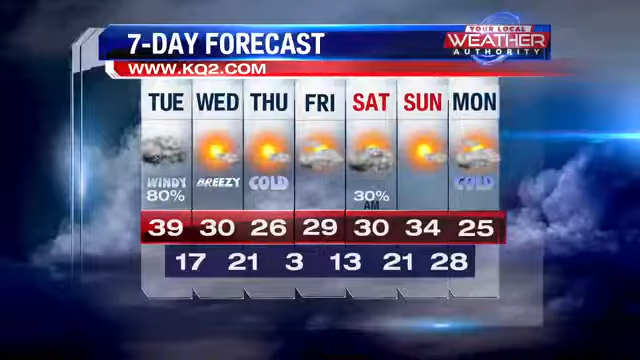 7-DAY FORECAST
YOUR LOCAL
WEATHER
AUTHORITY
WWW.KQ2.COM
TUE WED THU FRI SAT SUN MON
WINDY BREEZY COLD COLD
80% 30%
AM
39 30 26 29 30 34 25
17 21 3 13 21 28